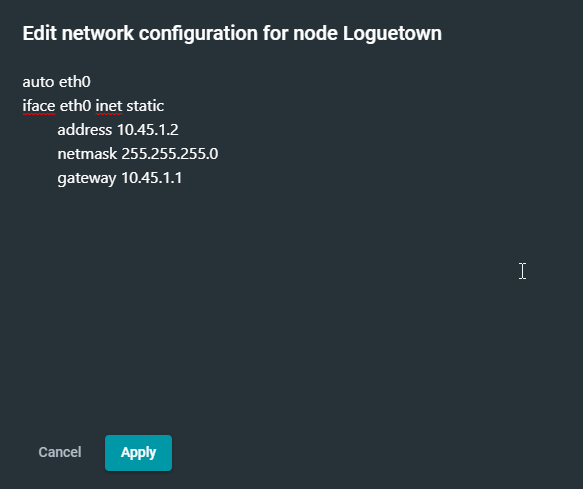 Edit network configuration for node Loguetown
auto eth0
iface eth0 inet static
address 10.45.1.2
netmask 255.255.255.0
gateway 10.45.1.1
Cancel
Apply